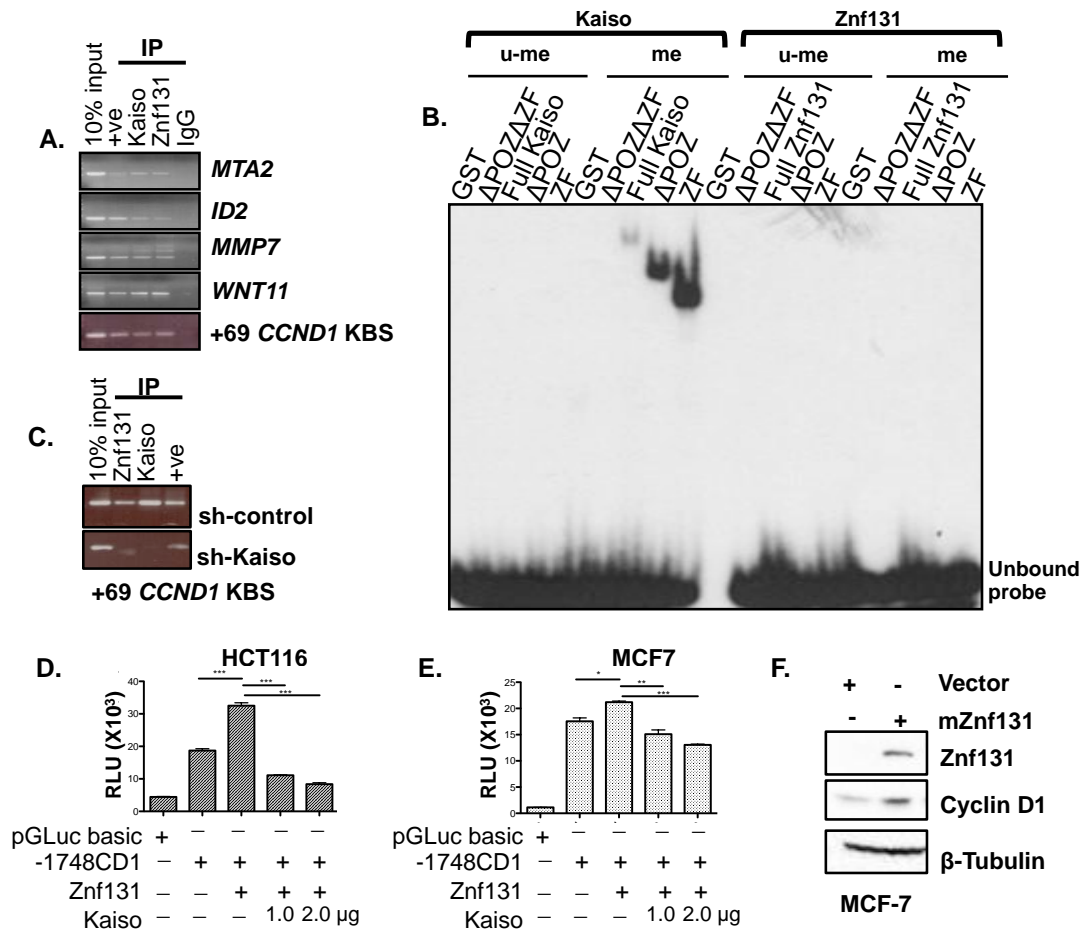 A.
IP
10% input
+ve
Kaiso
Znf131
IgG
MTA2
ID2
MMP7
WNT11
+69 CCND1 KBS
B.
Kaiso
Znf131
u-me
me
u-me
me
GST
ΔPOZΔZF
Full Kaiso
ΔPOZ
ZF
GST
ΔPOZΔZF
Full Kaiso
ΔPOZ
ZF
GST
ΔPOZΔZF
Full Znf131
ΔPOZ
ZF
GST
ΔPOZΔZF
Full Znf131
ΔPOZ
ZF
Unbound
probe
C.
IP
10% input
Znf131
Kaiso
+ve
sh-control
sh-Kaiso
+69 CCND1 KBS
D.
HCT116
RLU (X10³)
40
30
20
10
0
*** *** ***
pGLuc basic + – – – –
-1748CD1 – + + + +
Znf131 – – + + +
Kaiso – – – 1.0 2.0 µg
E.
MCF7
RLU (X10³)
25
20
15
10
5
0
* ** ***
pGLuc basic + – – – –
-1748CD1 – + + + +
Znf131 – – + + +
Kaiso – – – 1.0 2.0 µg
F.
+ - Vector
- + mZnf131
Znf131
Cyclin D1
β-Tubulin
MCF-7